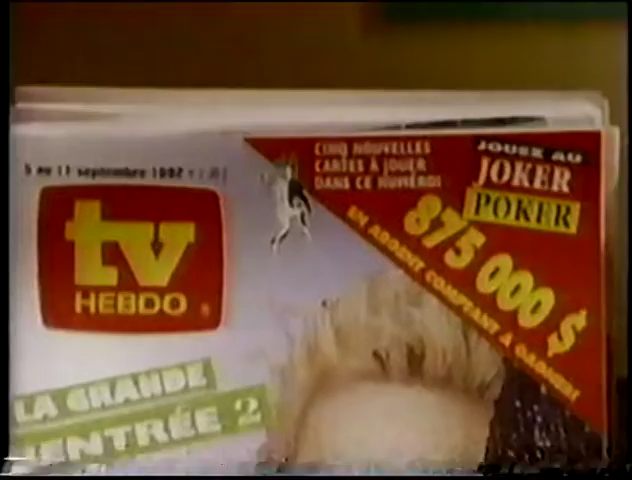 5 au 11 septembre 1992
tv
HEBDO
CINQ NOUVELLES
CARTES À JOUER
DANS CE NUMÉRO!
JOUEZ AU
JOKER
POKER
875 000 $
EN ARGENT COMPTANT À GAGNER!
LA GRANDE
RENTRÉE 2